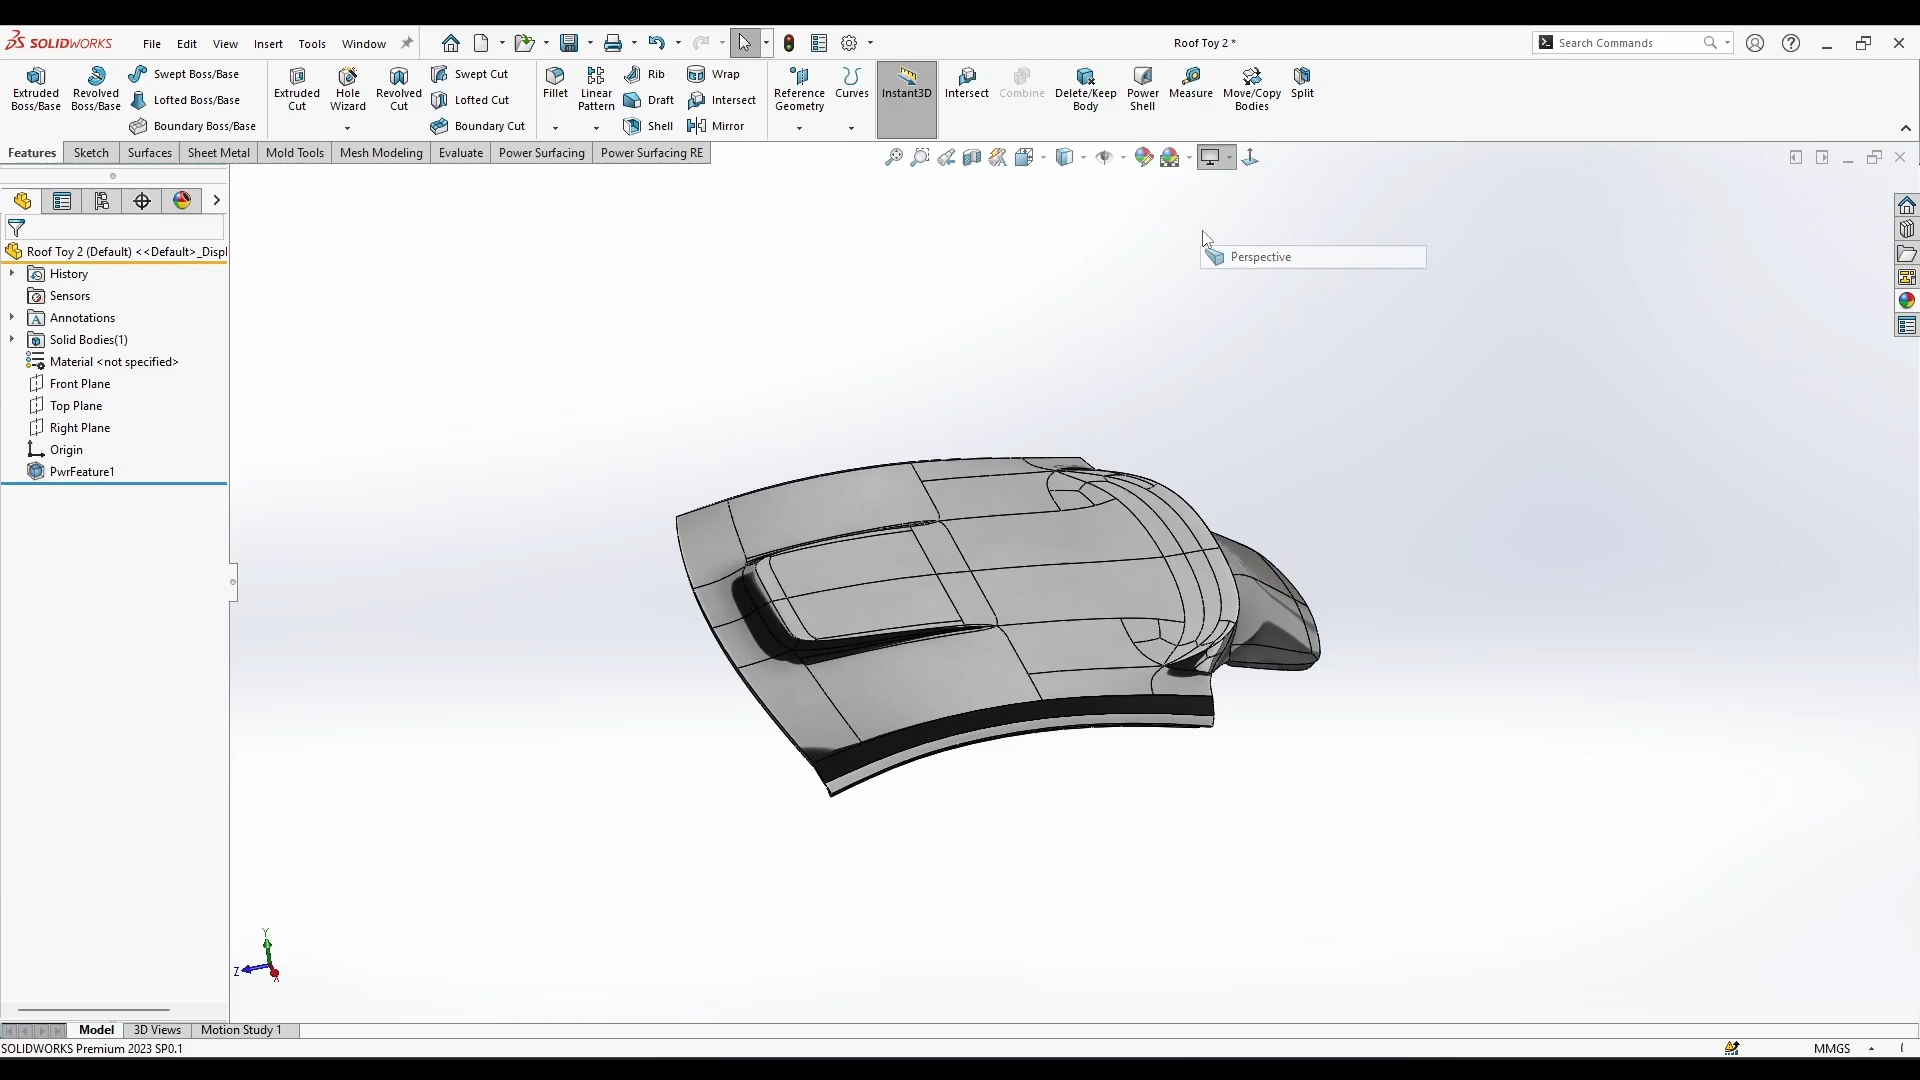 SOLIDWORKS File Edit View Insert Tools Window Roof Toy 2 * Search Commands
Extruded Boss/Base Revolved Boss/Base Swept Boss/Base Lofted Boss/Base Boundary Boss/Base Extruded Cut Hole Wizard Revolved Cut Swept Cut Lofted Cut Boundary Cut Fillet Linear Pattern Rib Draft Shell Wrap Intersect Mirror Reference Geometry Curves Instant3D Intersect Combine Delete/Keep Body Power Shell Measure Move/Copy Bodies Split
Features Sketch Surfaces Sheet Metal Mold Tools Mesh Modeling Evaluate Power Surfacing Power Surfacing RE
Roof Toy 2 (Default) <<Default>_Displ
Perspective
History
Sensors
Annotations
Solid Bodies(1)
Material <not specified>
Front Plane
Top Plane
Right Plane
Origin
PwrFeature1
Y
Z
X
Model 3D Views Motion Study 1
SOLIDWORKS Premium 2023 SP0.1 MMGS